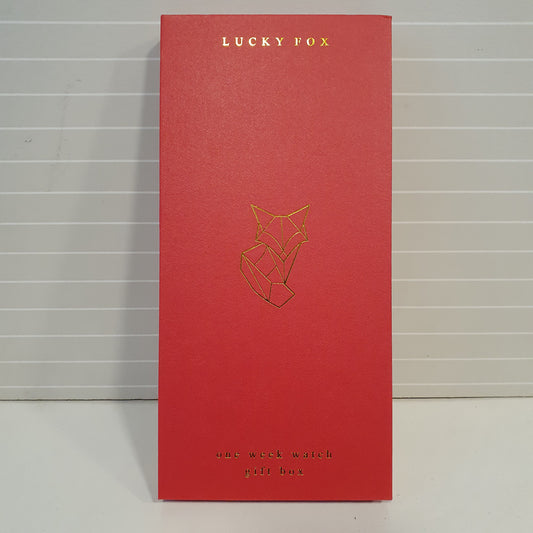 LUCKY FOX
one week watch
gift box